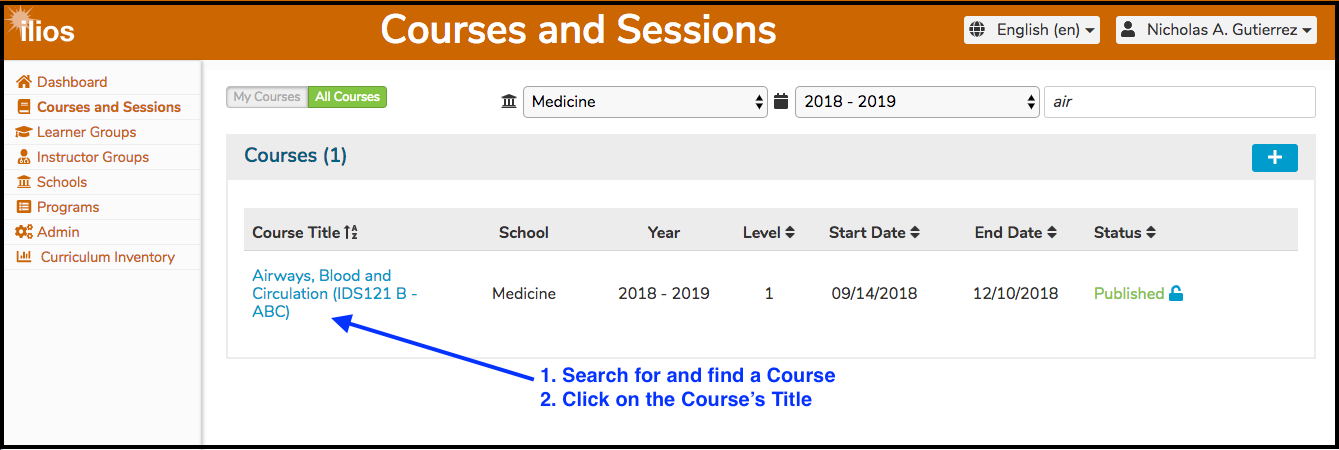 ilios
Courses and Sessions
English (en)
Nicholas A. Gutierrez
Dashboard
Courses and Sessions
Learner Groups
Instructor Groups
Schools
Programs
Admin
Curriculum Inventory
My Courses All Courses
Medicine
2018 - 2019
air
Courses (1)
+
Course Title School Year Level Start Date End Date Status
Airways, Blood and
Circulation (IDS121 B -
ABC)
Medicine 2018 - 2019 1 09/14/2018 12/10/2018 Published
1. Search for and find a Course
2. Click on the Course's Title